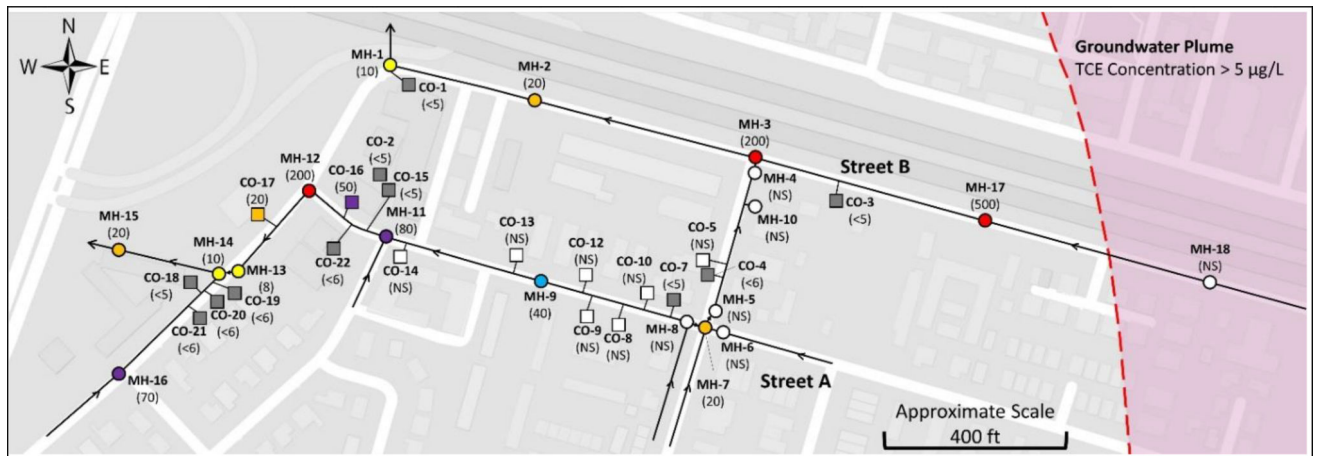 N
W
E
S
MH-1
(10)
CO-1
(<5)
MH-2
(20)
Groundwater Plume
TCE Concentration > 5 µg/L
MH-3
(200)
Street B
MH-4
(NS)
MH-10
(NS)
CO-3
(<5)
MH-17
(500)
MH-18
(NS)
CO-2
(<5)
CO-15
(<5)
MH-12
(200)
CO-16
(50)
CO-17
(20)
MH-11
(80)
MH-15
(20)
MH-14
(10)
MH-13
(8)
CO-22
(<6)
CO-14
(NS)
CO-13
(NS)
CO-12
(NS)
CO-10
(NS)
CO-7
(<5)
CO-5
(NS)
CO-4
(<6)
CO-18
(<5)
CO-19
(<6)
CO-20
(<6)
CO-21
(<6)
MH-9
(40)
CO-9
(NS)
CO-8
(NS)
MH-8
(NS)
MH-5
(NS)
MH-6
(NS)
MH-7
(20)
Street A
MH-16
(70)
Approximate Scale
400 ft